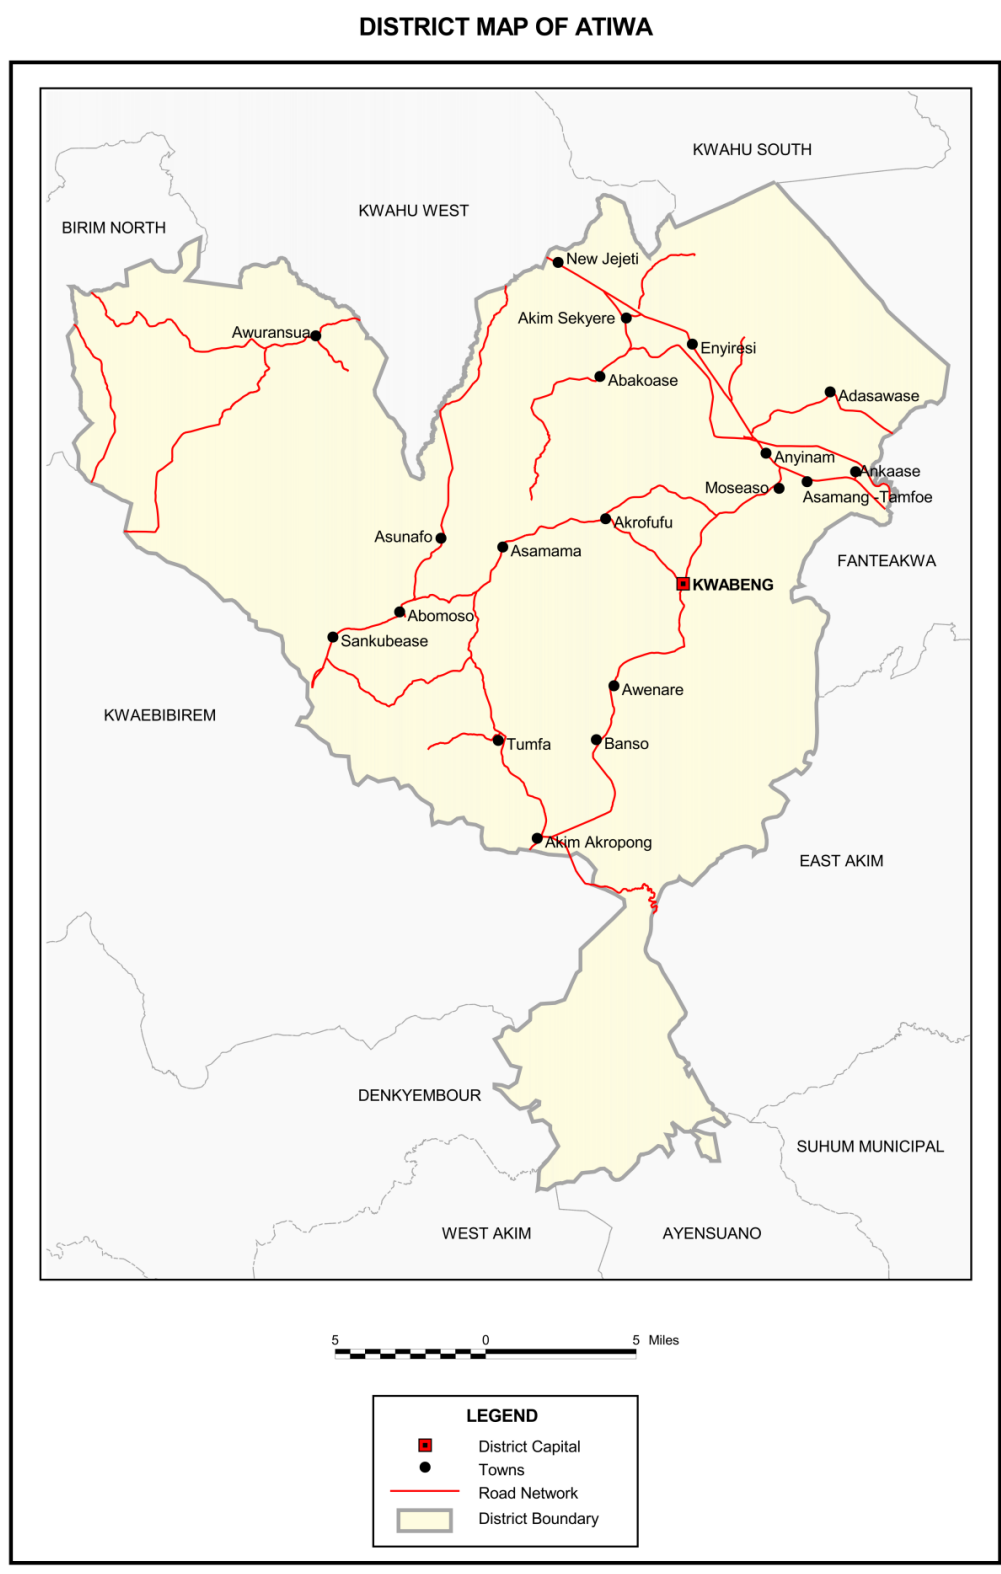 DISTRICT MAP OF ATIWA
KWAHU SOUTH
KWAHU WEST
BIRIM NORTH
New Jejeti
Akim Sekyere
Awuransua
Enyiresi
Abakoase
Adasawase
Anyinam
Ankaase
Moseaso
Asamang -Tamfoe
Akrofufu
Asunafo
Asamama
FANTEAKWA
KWABENG
Abomoso
Sankubease
Awenare
KWAEBIBIREM
Tumfa
Banso
Akim Akropong
EAST AKIM
DENKYEMBOUR
SUHUM MUNICIPAL
WEST AKIM
AYENSUANO
5 0 5 Miles
LEGEND
District Capital
Towns
Road Network
District Boundary